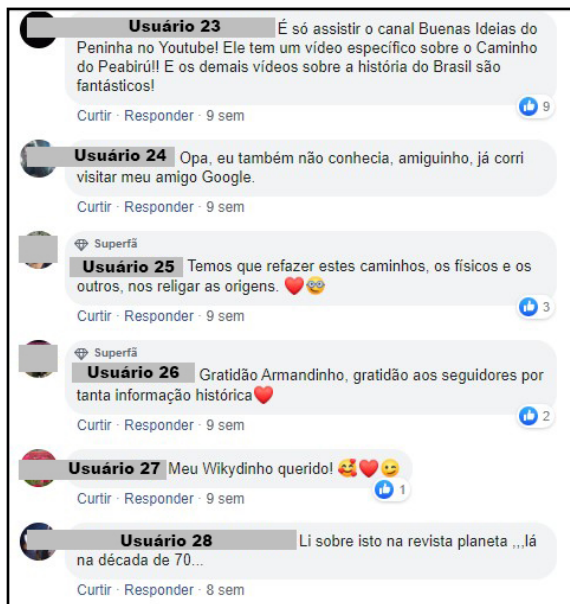 Usuário 23 É só assistir o canal Buenas Ideias do
Peninha no Youtube! Ele tem um vídeo específico sobre o Caminho
do Peabirú!! E os demais vídeos sobre a história do Brasil são
fantásticos!
9
Curtir · Responder · 9 sem
Usuário 24 Opa, eu também não conhecia, amiguinho, já corri
visitar meu amigo Google.
Curtir · Responder · 9 sem
Superfã
Usuário 25 Temos que refazer estes caminhos, os físicos e os
outros, nos religar as origens. ❤️🥸
3
Curtir · Responder · 9 sem
Superfã
Usuário 26 Gratidão Armandinho, gratidão aos seguidores por
tanta informação histórica❤️
2
Curtir · Responder · 9 sem
Usuário 27 Meu Wikydinho querido! 🥰❤️😉
1
Curtir · Responder · 9 sem
Usuário 28 Li sobre isto na revista planeta ,,,lá
na década de 70...
Curtir · Responder · 8 sem